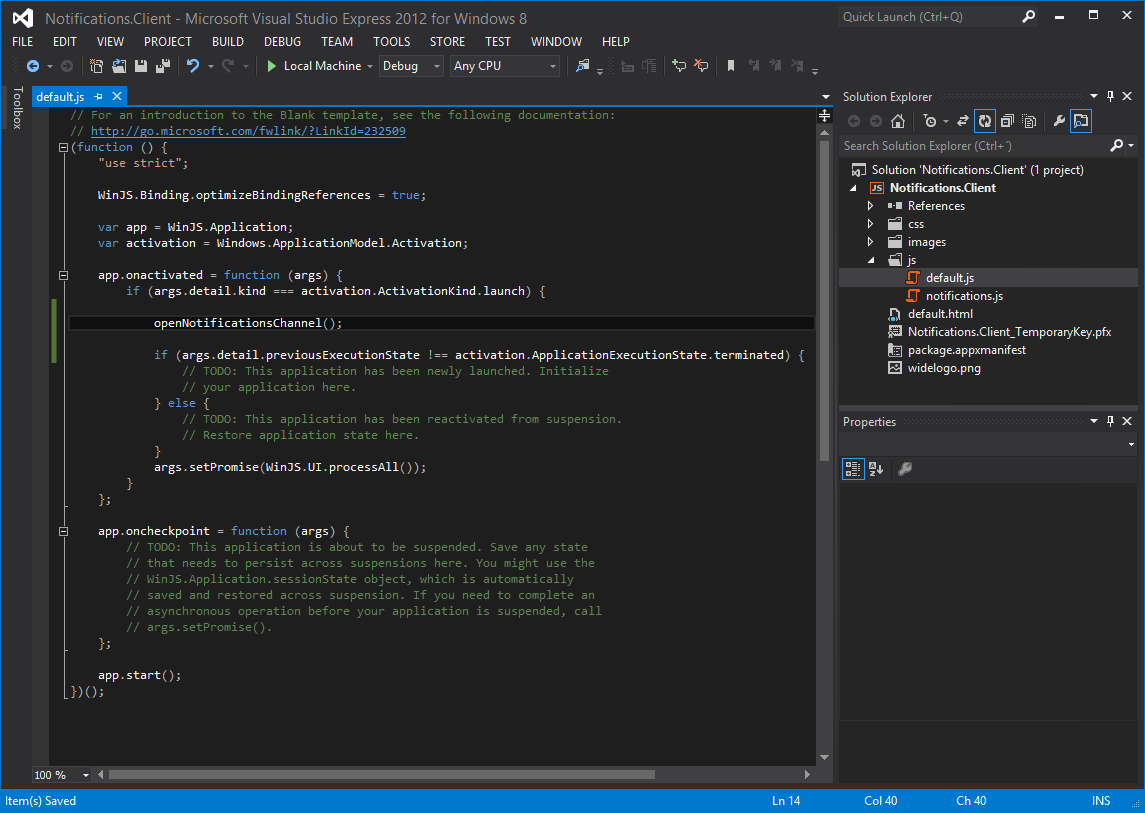 Notifications.Client - Microsoft Visual Studio Express 2012 for Windows 8
Quick Launch (Ctrl+Q)
FILE EDIT VIEW PROJECT BUILD DEBUG TEAM TOOLS STORE TEST WINDOW HELP
Local Machine Debug Any CPU
Toolbox
default.js
// For an introduction to the Blank template, see the following documentation:
// http://go.microsoft.com/fwlink/?LinkId=232509
(function () {
"use strict";
WinJS.Binding.optimizeBindingReferences = true;
var app = WinJS.Application;
var activation = Windows.ApplicationModel.Activation;
app.onactivated = function (args) {
if (args.detail.kind === activation.ActivationKind.launch) {
openNotificationsChannel();
if (args.detail.previousExecutionState !== activation.ApplicationExecutionState.terminated) {
// TODO: This application has been newly launched. Initialize
// your application here.
} else {
// TODO: This application has been reactivated from suspension.
// Restore application state here.
}
args.setPromise(WinJS.UI.processAll());
}
};
app.oncheckpoint = function (args) {
// TODO: This application is about to be suspended. Save any state
// that needs to persist across suspensions here. You might use the
// WinJS.Application.sessionState object, which is automatically
// saved and restored across suspension. If you need to complete an
// asynchronous operation before your application is suspended, call
// args.setPromise().
};
app.start();
})();
100 %
Solution Explorer
Search Solution Explorer (Ctrl+´)
Solution 'Notifications.Client' (1 project)
JS Notifications.Client
References
css
images
js
default.js
notifications.js
default.html
Notifications.Client_TemporaryKey.pfx
package.appxmanifest
widelogo.png
Properties
Item(s) Saved
Ln 14
Col 40
Ch 40
INS